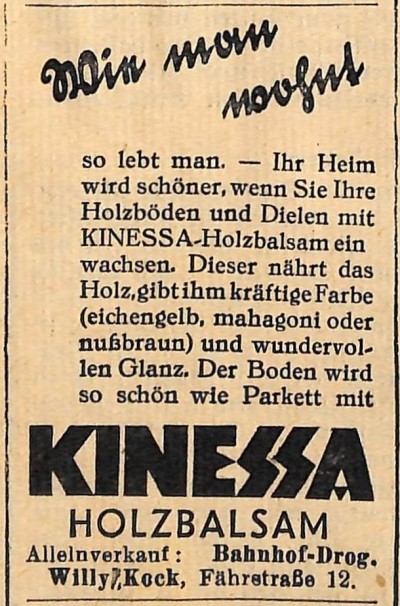 Wie man
wohnt
so lebt man. — Ihr Heim
wird schöner, wenn Sie Ihre
Holzböden und Dielen mit
KINESSA-Holzbalsam ein
wachsen. Dieser nährt das
Holz, gibt ihm kräftige Farbe
(eichengelb, mahagoni oder
nußbraun) und wundervol-
len Glanz. Der Boden wird
so schön wie Parkett mit
KINESSA
HOLZBALSAM
Alleinverkauf: Bahnhof-Drog.
Willy Kock, Fährstraße 12.